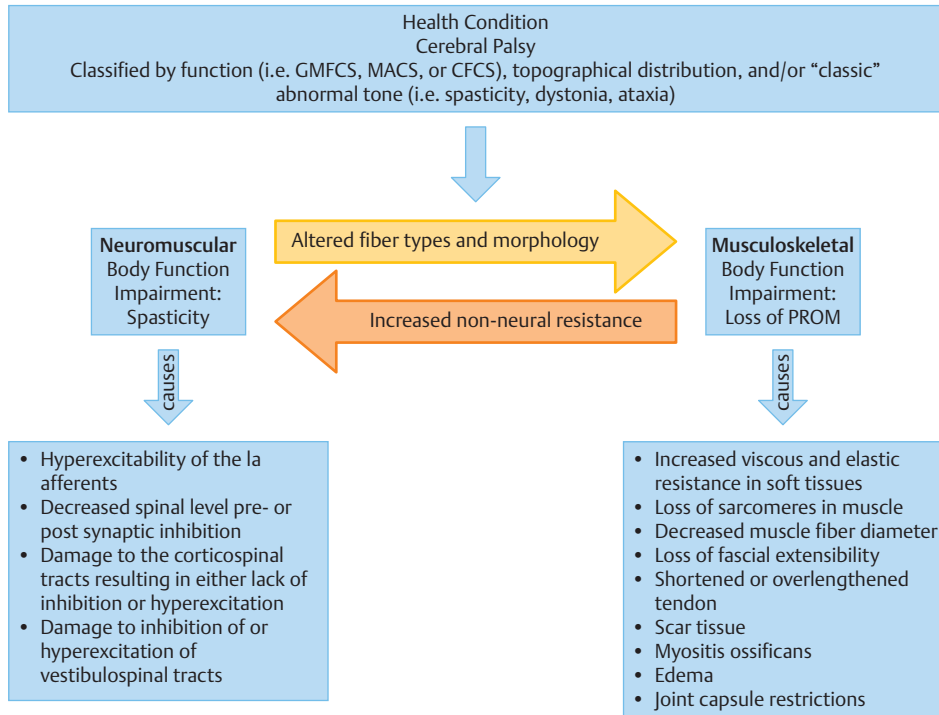 Health Condition
Cerebral Palsy
Classified by function (i.e. GMFCS, MACS, or CFCS), topographical distribution, and/or “classic”
abnormal tone (i.e. spasticity, dystonia, ataxia)
Altered fiber types and morphology
Neuromuscular
Body Function
Impairment:
Spasticity
Musculoskeletal
Body Function
Impairment:
Loss of PROM
Increased non-neural resistance
causes
causes
• Hyperexcitability of the la
afferents
• Decreased spinal level pre- or
post synaptic inhibition
• Damage to the corticospinal
tracts resulting in either lack of
inhibition or hyperexcitation
• Damage to inhibition of or
hyperexcitation of
vestibulospinal tracts
• Increased viscous and elastic
resistance in soft tissues
• Loss of sarcomeres in muscle
• Decreased muscle fiber diameter
• Loss of fascial extensibility
• Shortened or overlengthened
tendon
• Scar tissue
• Myositis ossificans
• Edema
• Joint capsule restrictions